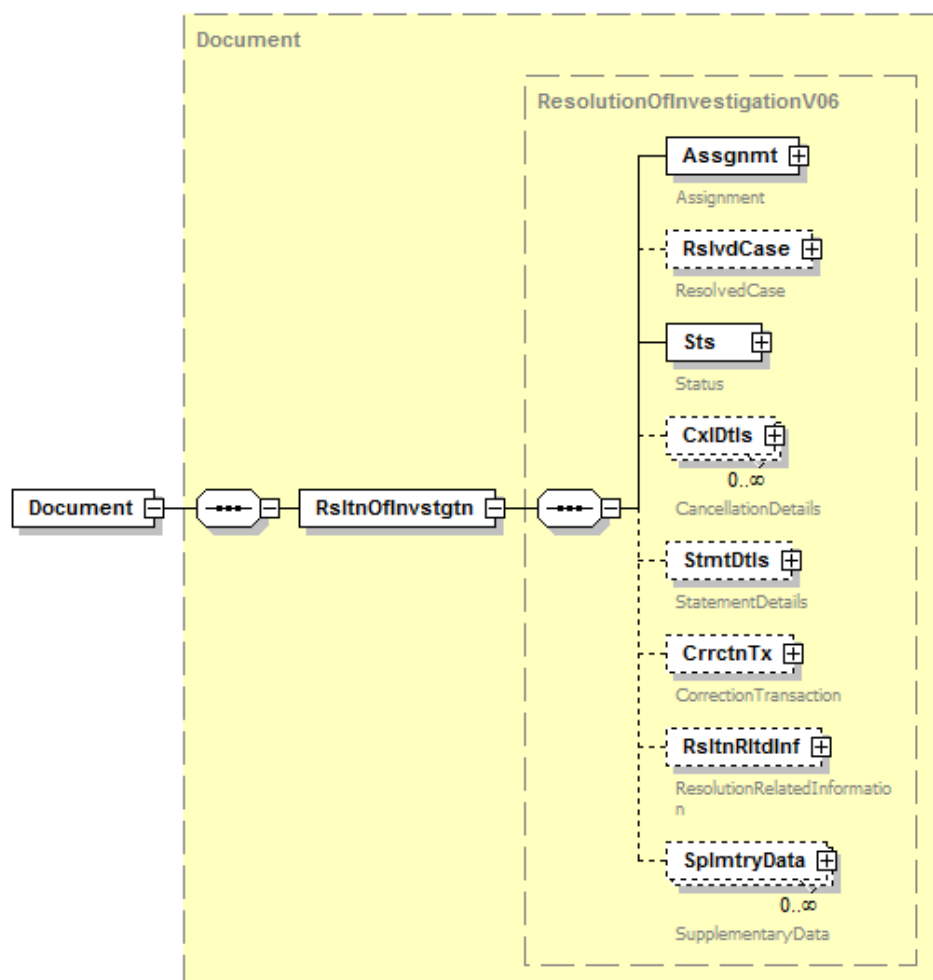 Document
ResolutionOfInvestigationV06
Assgnmt
Assignment
RslvdCase
ResolvedCase
Sts
Status
CxlDtls
0..∞
CancellationDetails
Document
RsltnOfInvstgtn
StmtDtls
StatementDetails
CrrctnTx
CorrectionTransaction
RsltnRltdInf
ResolutionRelatedInformatio
n
SplmtryData
0..∞
SupplementaryData